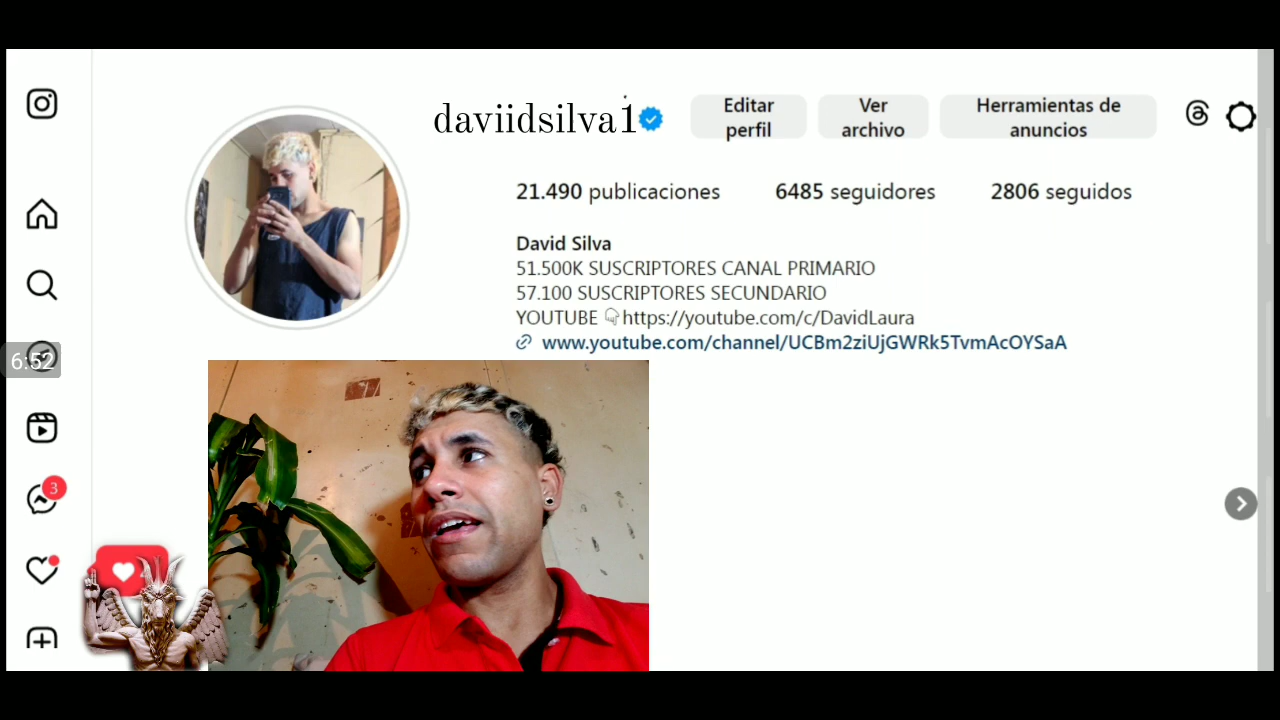 daviidsilva1
Editar
perfil
Ver
archivo
Herramientas de
anuncios
21.490 publicaciones
6485 seguidores
2806 seguidos
David Silva
51.500K SUSCRIPTORES CANAL PRIMARIO
57.100 SUSCRIPTORES SECUNDARIO
YOUTUBE 👇https://youtube.com/c/DavidLaura
www.youtube.com/channel/UCBm2ziUjGWRk5TvmAcOYSaA
6:52
3